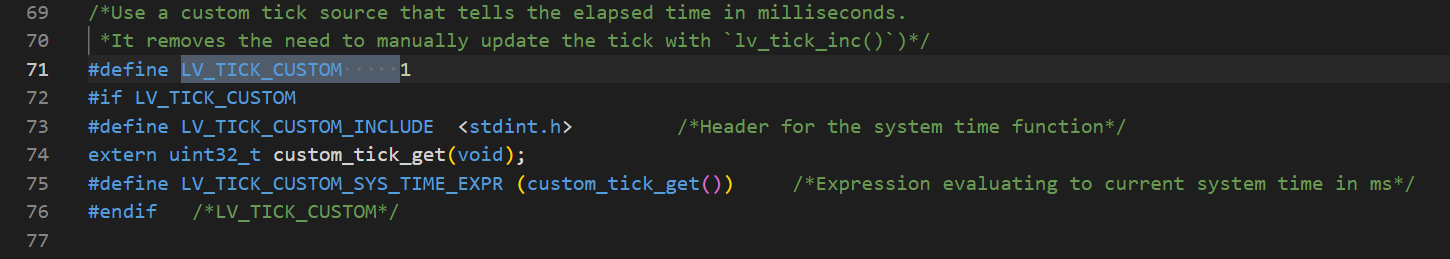 69 /*Use a custom tick source that tells the elapsed time in milliseconds.
70 *It removes the need to manually update the tick with `lv_tick_inc()`)*/
71 #define LV_TICK_CUSTOM·····1
72 #if LV_TICK_CUSTOM
73 #define LV_TICK_CUSTOM_INCLUDE <stdint.h> /*Header for the system time function*/
74 extern uint32_t custom_tick_get(void);
75 #define LV_TICK_CUSTOM_SYS_TIME_EXPR (custom_tick_get()) /*Expression evaluating to current system time in ms*/
76 #endif /*LV_TICK_CUSTOM*/
77